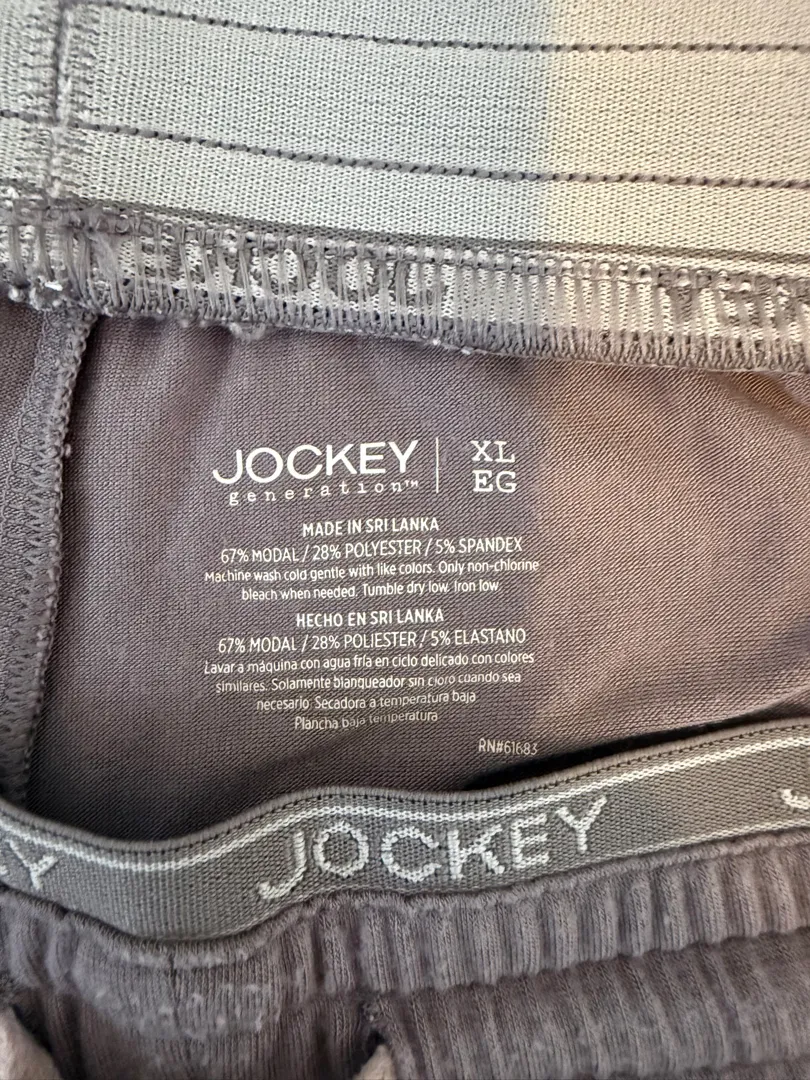 JOCKEY
generation™
XL
EG
MADE IN SRI LANKA
67% MODAL / 28% POLYESTER / 5% SPANDEX
Machine wash cold gentle with like colors. Only non-chlorine
bleach when needed. Tumble dry low. Iron low
HECHO EN SRI LANKA
67% MODAL / 28% POLIESTER / 5% ELASTANO
Lavar a máquina con agua fría en ciclo delicado con colores
similares. Solamente blanqueador sin cloro cuando sea
necesario. Secadora a temperatura baja
Plancha baja temperatura
RN#61683
Y JOCKEY J